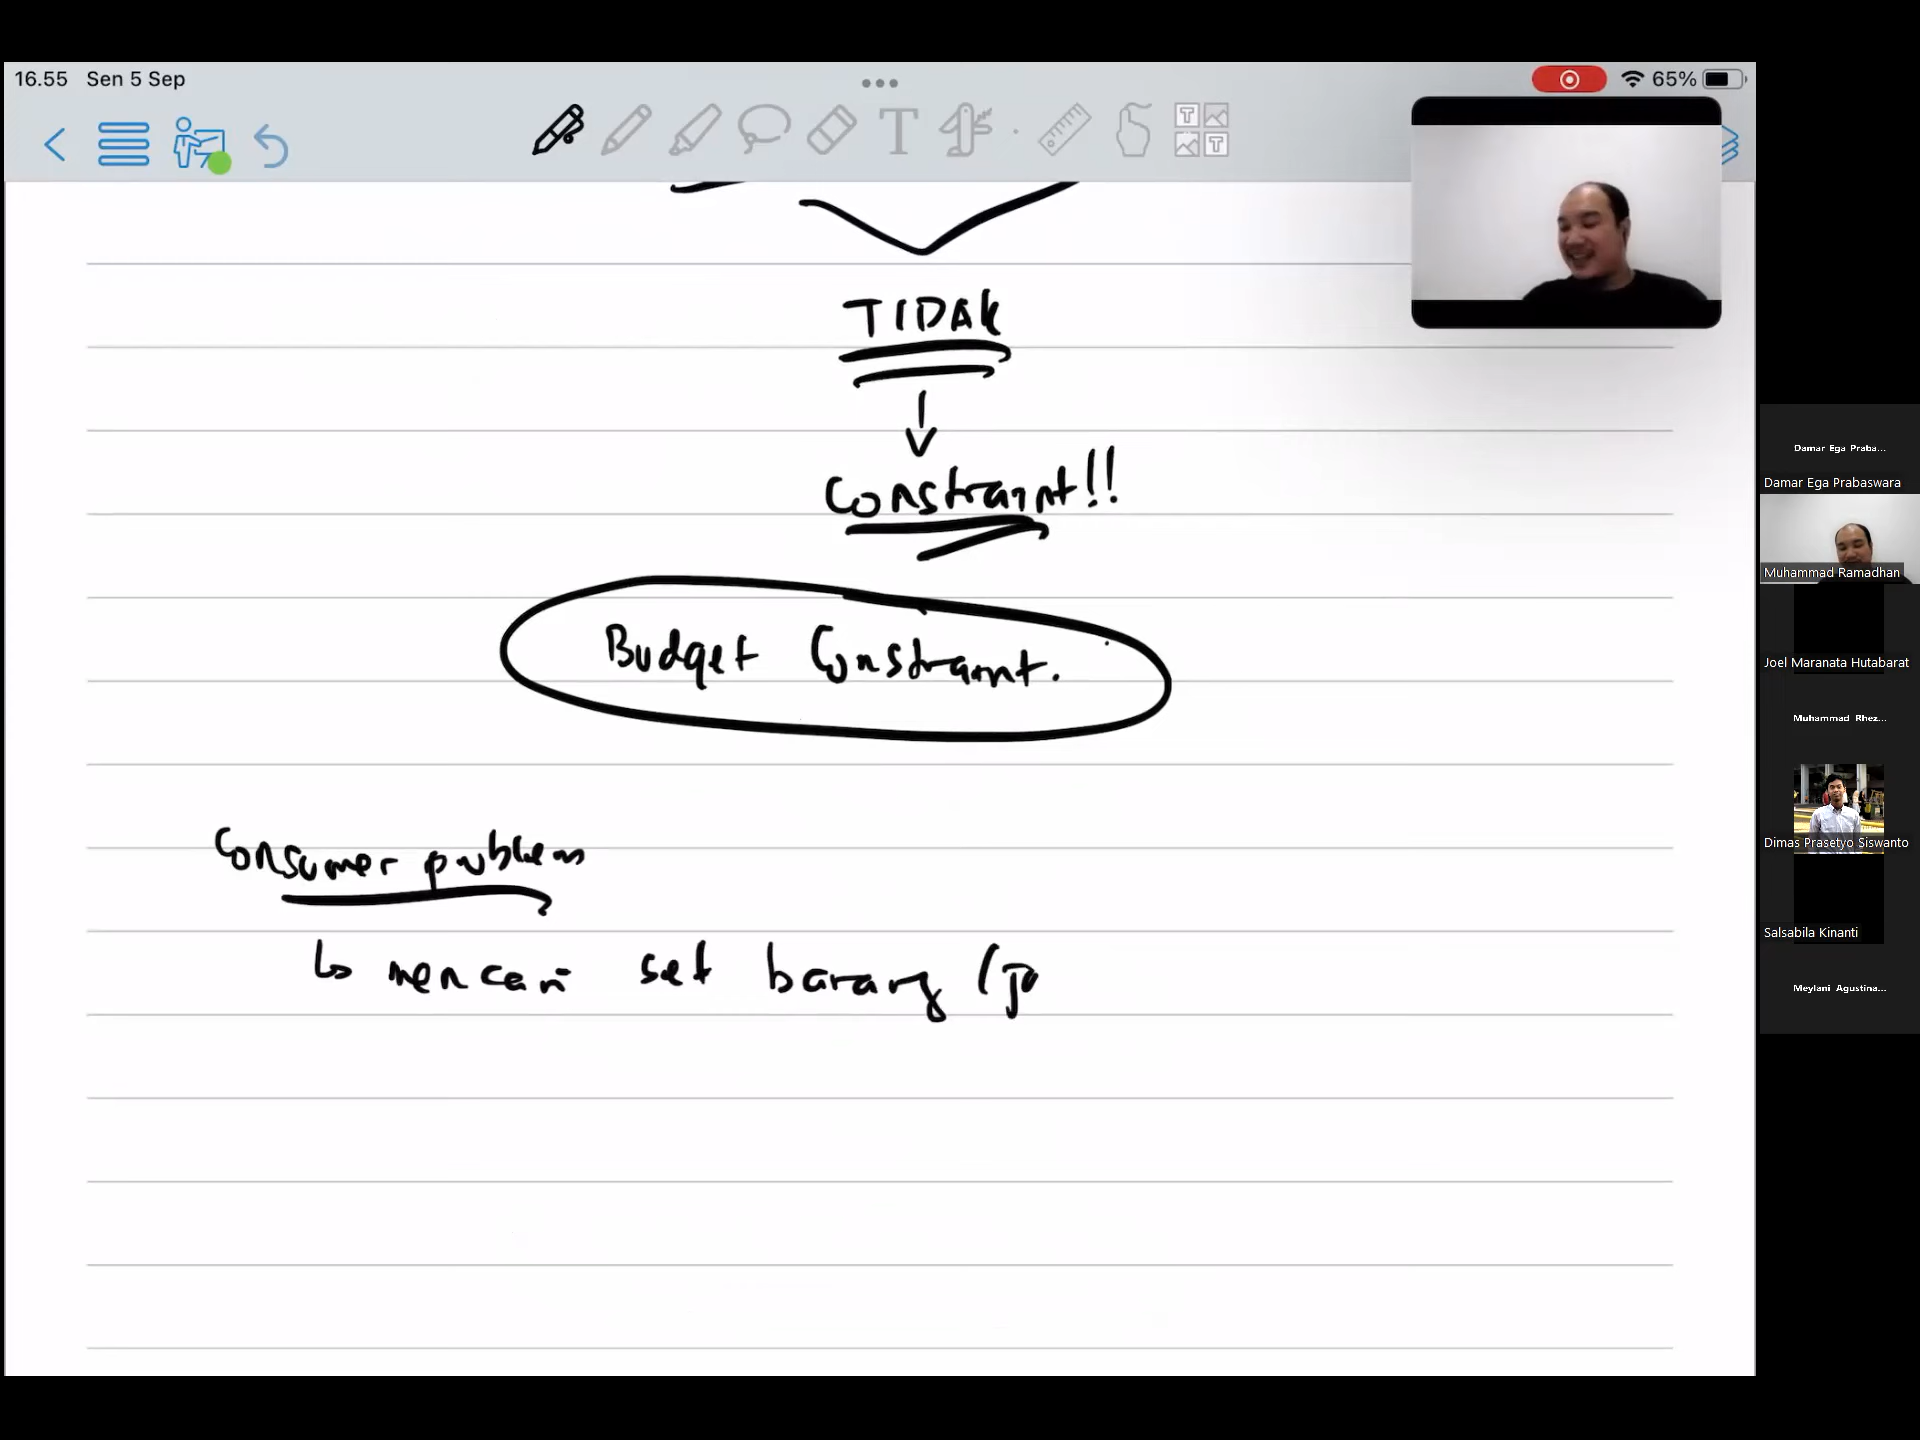 16.55 Sen 5 Sep
65%
T
TIDAK
Constraint!!
Budget Constraint.
Consumer problem
↳ mencari set barang (p
Damar Ega Praba...
Damar Ega Prabaswara
Muhammad Ramadhan
Joel Maranata Hutabarat
Muhammad Rhez...
Dimas Prasetyo Siswanto
Salsabila Kinanti
Meylani Agustina...